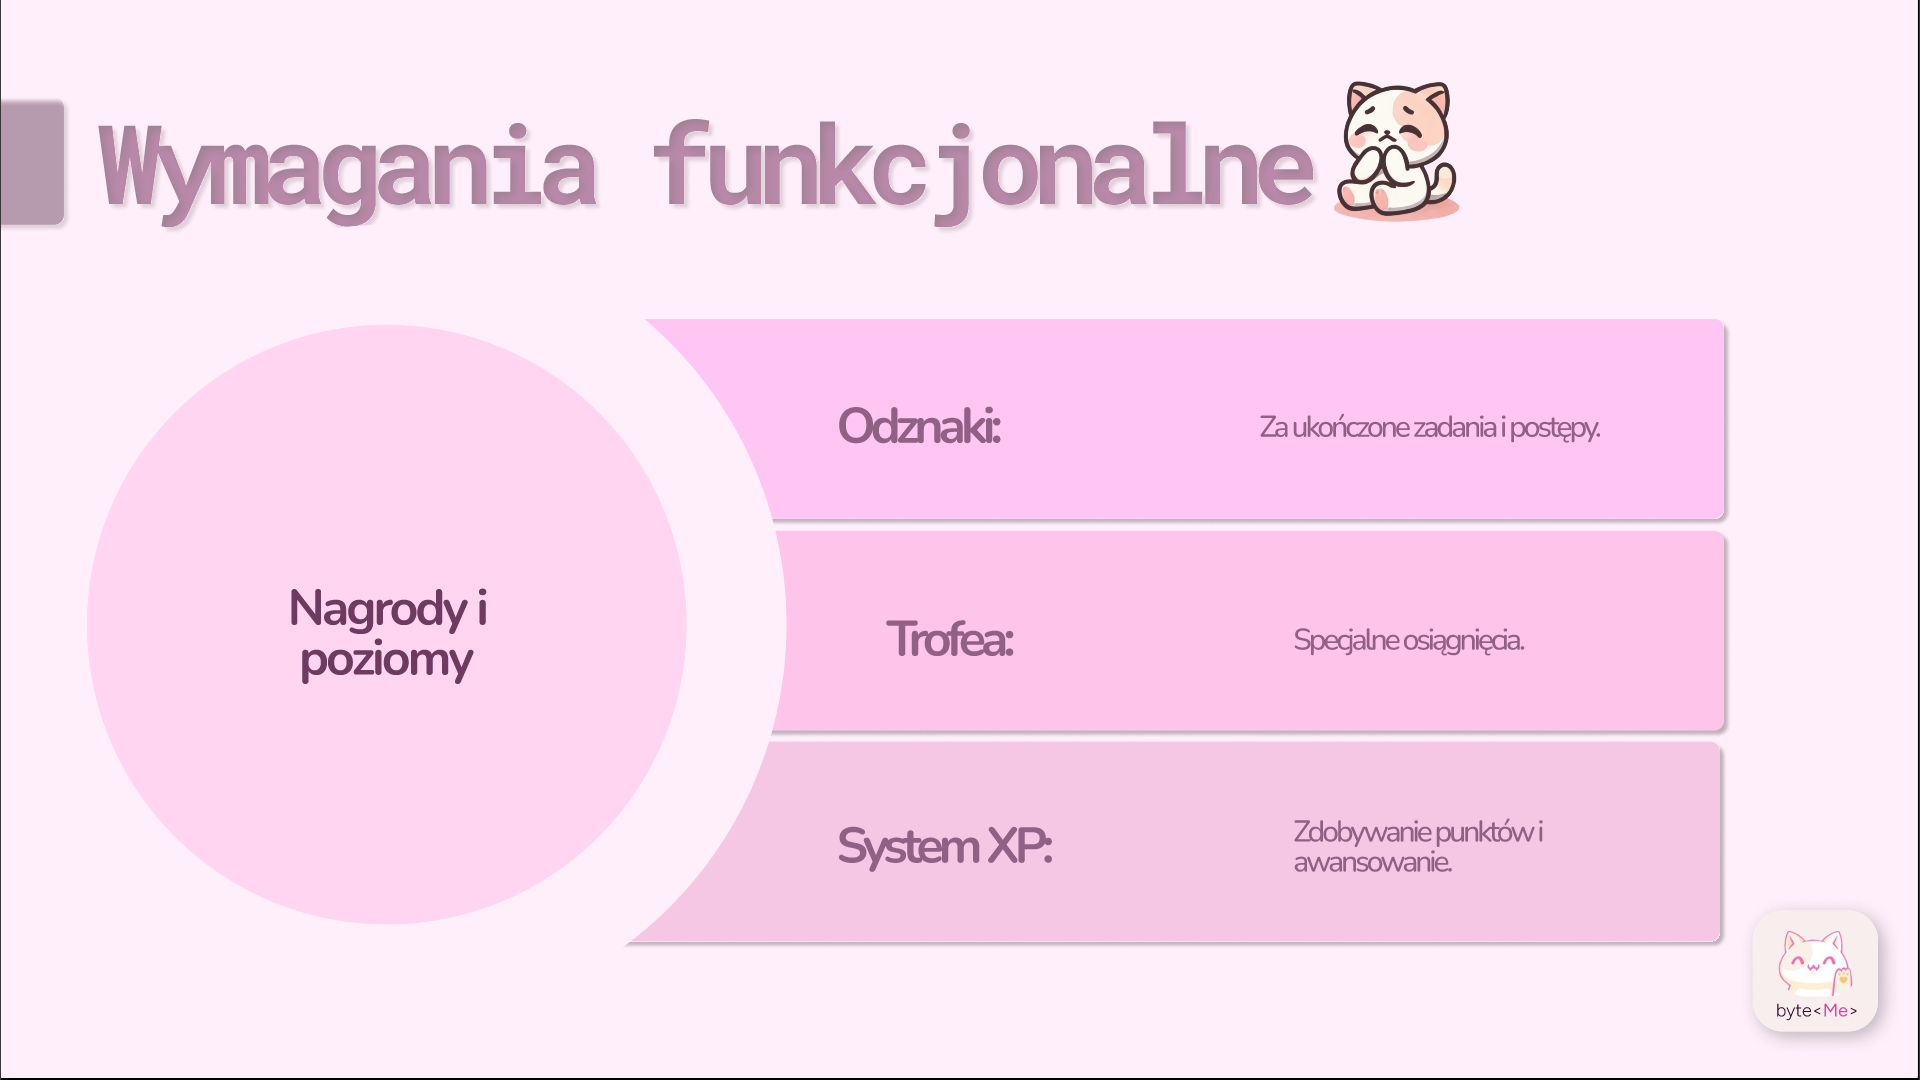 Wymagania funkcjonalne
Nagrody i
poziomy
Odznaki:
Za ukończone zadania i postępy.
Trofea:
Specjalne osiągnięcia.
System XP:
Zdobywanie punktów i
awansowanie.
byte<Me>